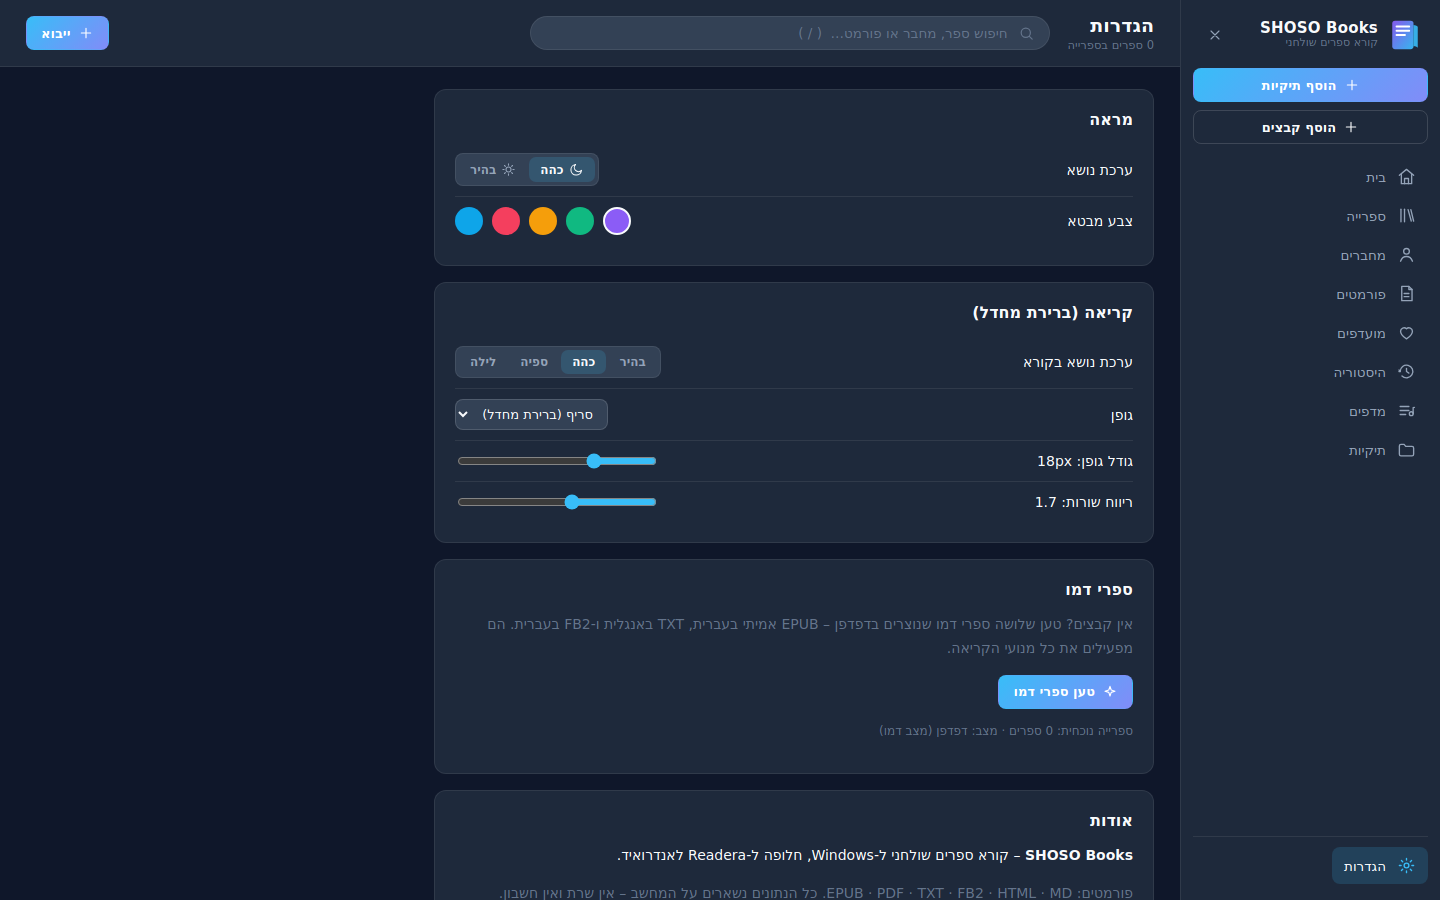 SHOSO Books
קורא ספרים שולחני
הוסף תיקיות
הוסף קבצים
בית
ספרייה
מחברים
פורמטים
מועדפים
היסטוריה
מדפים
תיקיות
הגדרות
הגדרות
0 ספרים בספרייה
חיפוש ספר, מחבר או פורמט… ( / )
ייבוא
מראה
ערכת נושא
כהה
בהיר
צבע מבטא
קריאה (ברירת מחדל)
ערכת נושא בקורא
בהיר
כהה
ספיה
לילה
גופן
סריף (ברירת מחדל)
גודל גופן: 18px
ריווח שורות: 1.7
ספרי דמו
אין קבצים? טען שלושה ספרי דמו שנוצרים בדפדפן – EPUB אמיתי בעברית, TXT באנגלית ו-FB2 בעברית. הם
מפעילים את כל מנועי הקריאה.
טען ספרי דמו
ספרייה נוכחית: 0 ספרים · מצב: דפדפן (מצב דמו)
אודות
SHOSO Books – קורא ספרים שולחני ל-Windows, חלופה ל-Readera לאנדרואיד.
פורמטים: EPUB · PDF · TXT · FB2 · HTML · MD. כל הנתונים נשארים על המחשב – אין שרת ואין חשבון.